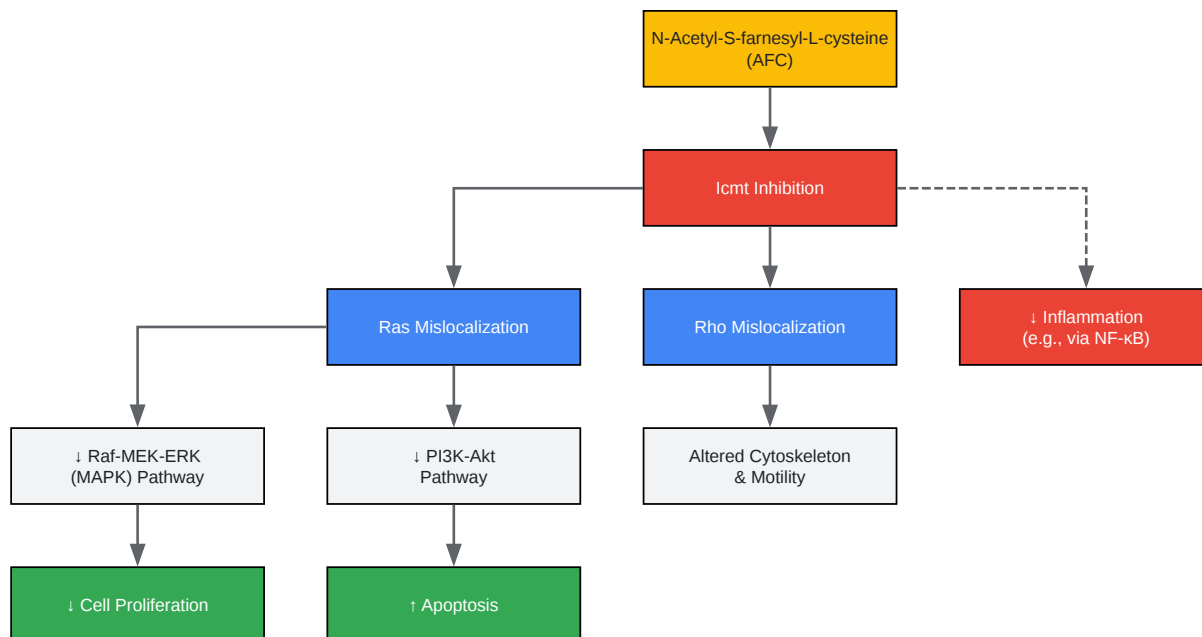 N-Acetyl-S-farnesyl-L-cysteine
(AFC)
Icmt Inhibition
Ras Mislocalization
Rho Mislocalization
↓ Inflammation
(e.g., via NF-κB)
↓ Raf-MEK-ERK
(MAPK) Pathway
↓ PI3K-Akt
Pathway
Altered Cytoskeleton
& Motility
↓ Cell Proliferation
↑ Apoptosis